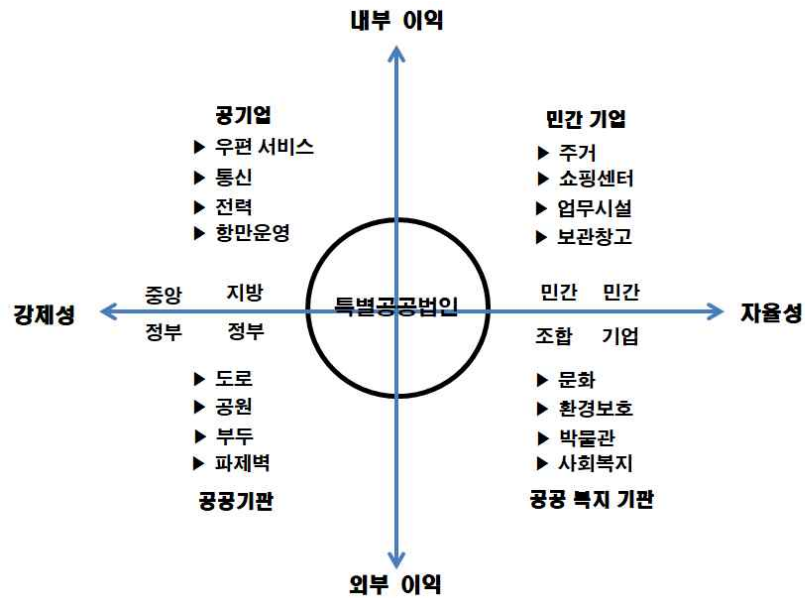 내부 이익
공기업
▶ 우편 서비스
▶ 통신
▶ 전력
▶ 항만운영
민간 기업
▶ 주거
▶ 쇼핑센터
▶ 업무시설
▶ 보관창고
강제성
중앙 지방
정부 정부
특별공공법인
민간 민간
조합 기업
자율성
▶ 도로
▶ 공원
▶ 부두
▶ 파제벽
공공기관
▶ 문화
▶ 환경보호
▶ 박물관
▶ 사회복지
공공 복지 기관
외부 이익